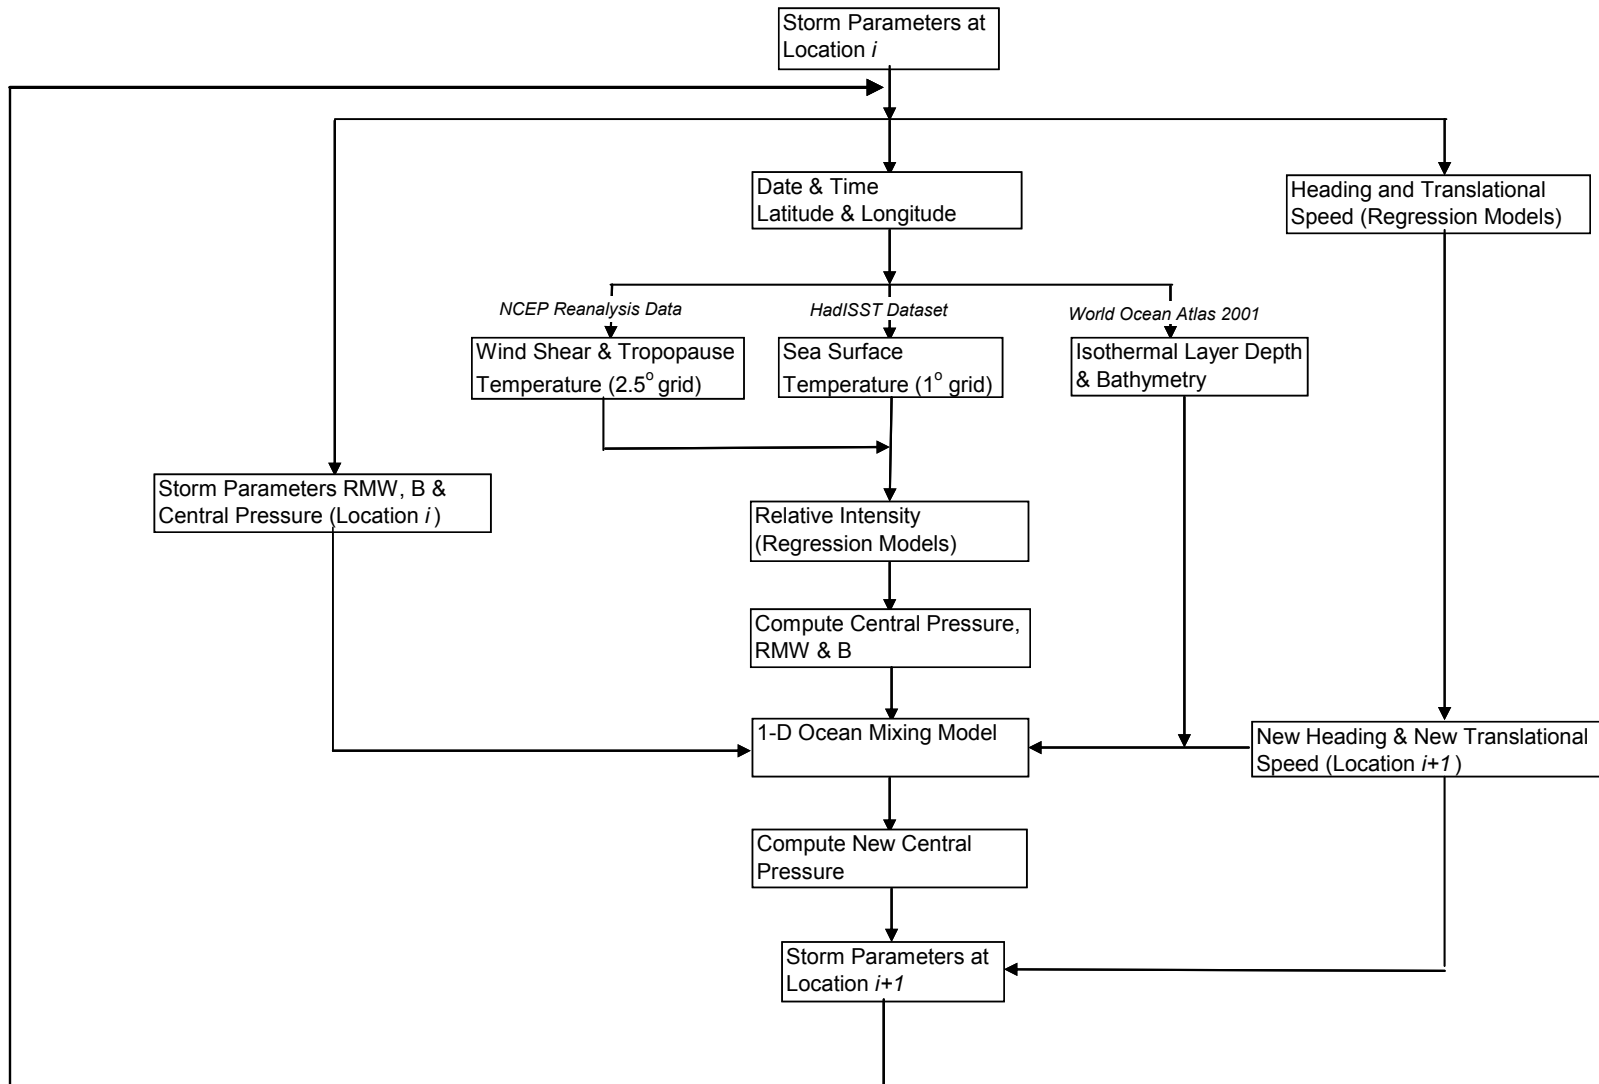 Storm Parameters at
Location i
Date & Time
Latitude & Longitude
Heading and Translational
Speed (Regression Models)
NCEP Reanalysis Data
HadISST Dataset
World Ocean Atlas 2001
Wind Shear & Tropopause
Temperature (2.5° grid)
Sea Surface
Temperature (1° grid)
Isothermal Layer Depth
& Bathymetry
Storm Parameters RMW, B &
Central Pressure (Location i)
Relative Intensity
(Regression Models)
Compute Central Pressure,
RMW & B
1-D Ocean Mixing Model
New Heading & New Translational
Speed (Location i+1)
Compute New Central
Pressure
Storm Parameters at
Location i+1